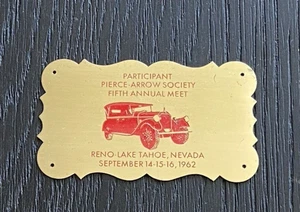 PARTICIPANT
PIERCE-ARROW SOCIETY
FIFTH ANNUAL MEET
RENO-LAKE TAHOE, NEVADA
SEPTEMBER 14-15-16, 1962